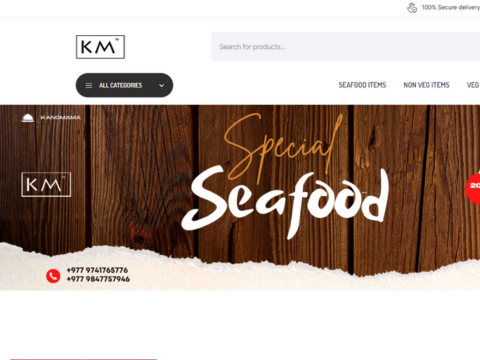 100% Secure delivery
KM™
Search for products...
ALL CATEGORIES
SEAFOOD ITEMS
NON VEG ITEMS
VEG
KANGMAMA
Special
Seafood
KM™
20
+977 9741765776
+977 9847757946